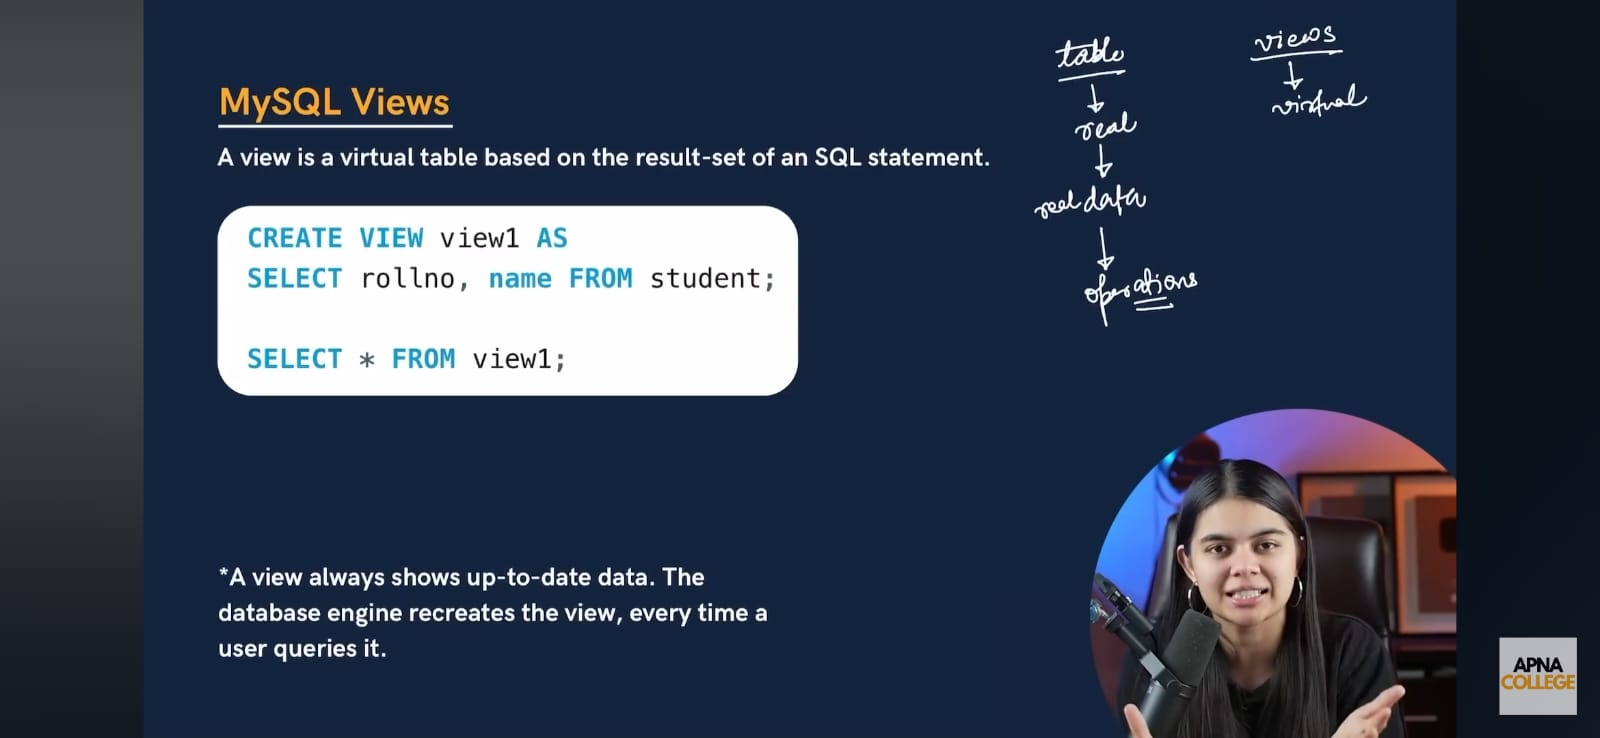 MySQL Views
A view is a virtual table based on the result-set of an SQL statement.
CREATE VIEW view1 AS
SELECT rollno, name FROM student;
SELECT * FROM view1;
*A view always shows up-to-date data. The
database engine recreates the view, every time a
user queries it.
table
real
real data
operations
views
virtual
APNA
COLLEGE